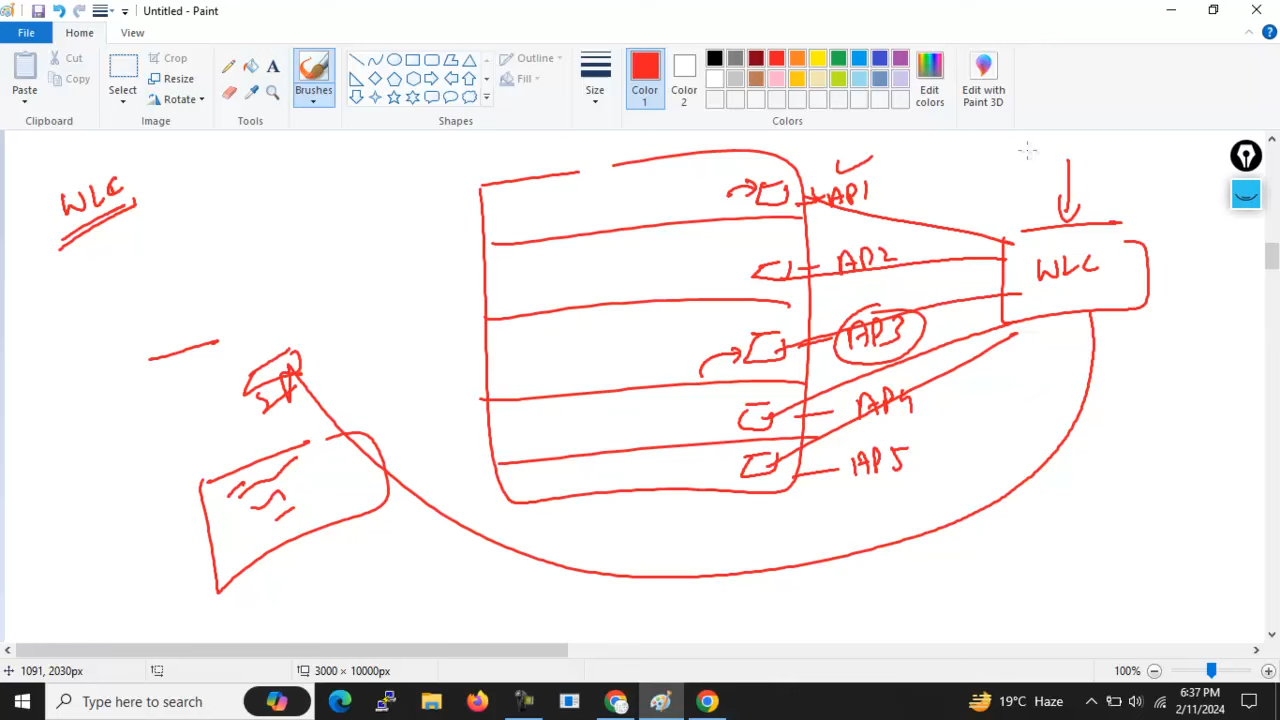 Untitled - Paint
File
Home
View
Paste
Cut
Copy
Clipboard
Select
Crop
Resize
Rotate
Image
Tools
Brushes
Outline
Fill
Shapes
Size
Color 1
Color 2
Edit colors
Edit with Paint 3D
Colors
WLC
AP1
AP2
WLC
AP3
AP4
AP5
1091, 2030px
3000 × 10000px
100%
Type here to search
19°C Haze
6:37 PM
2/11/2024